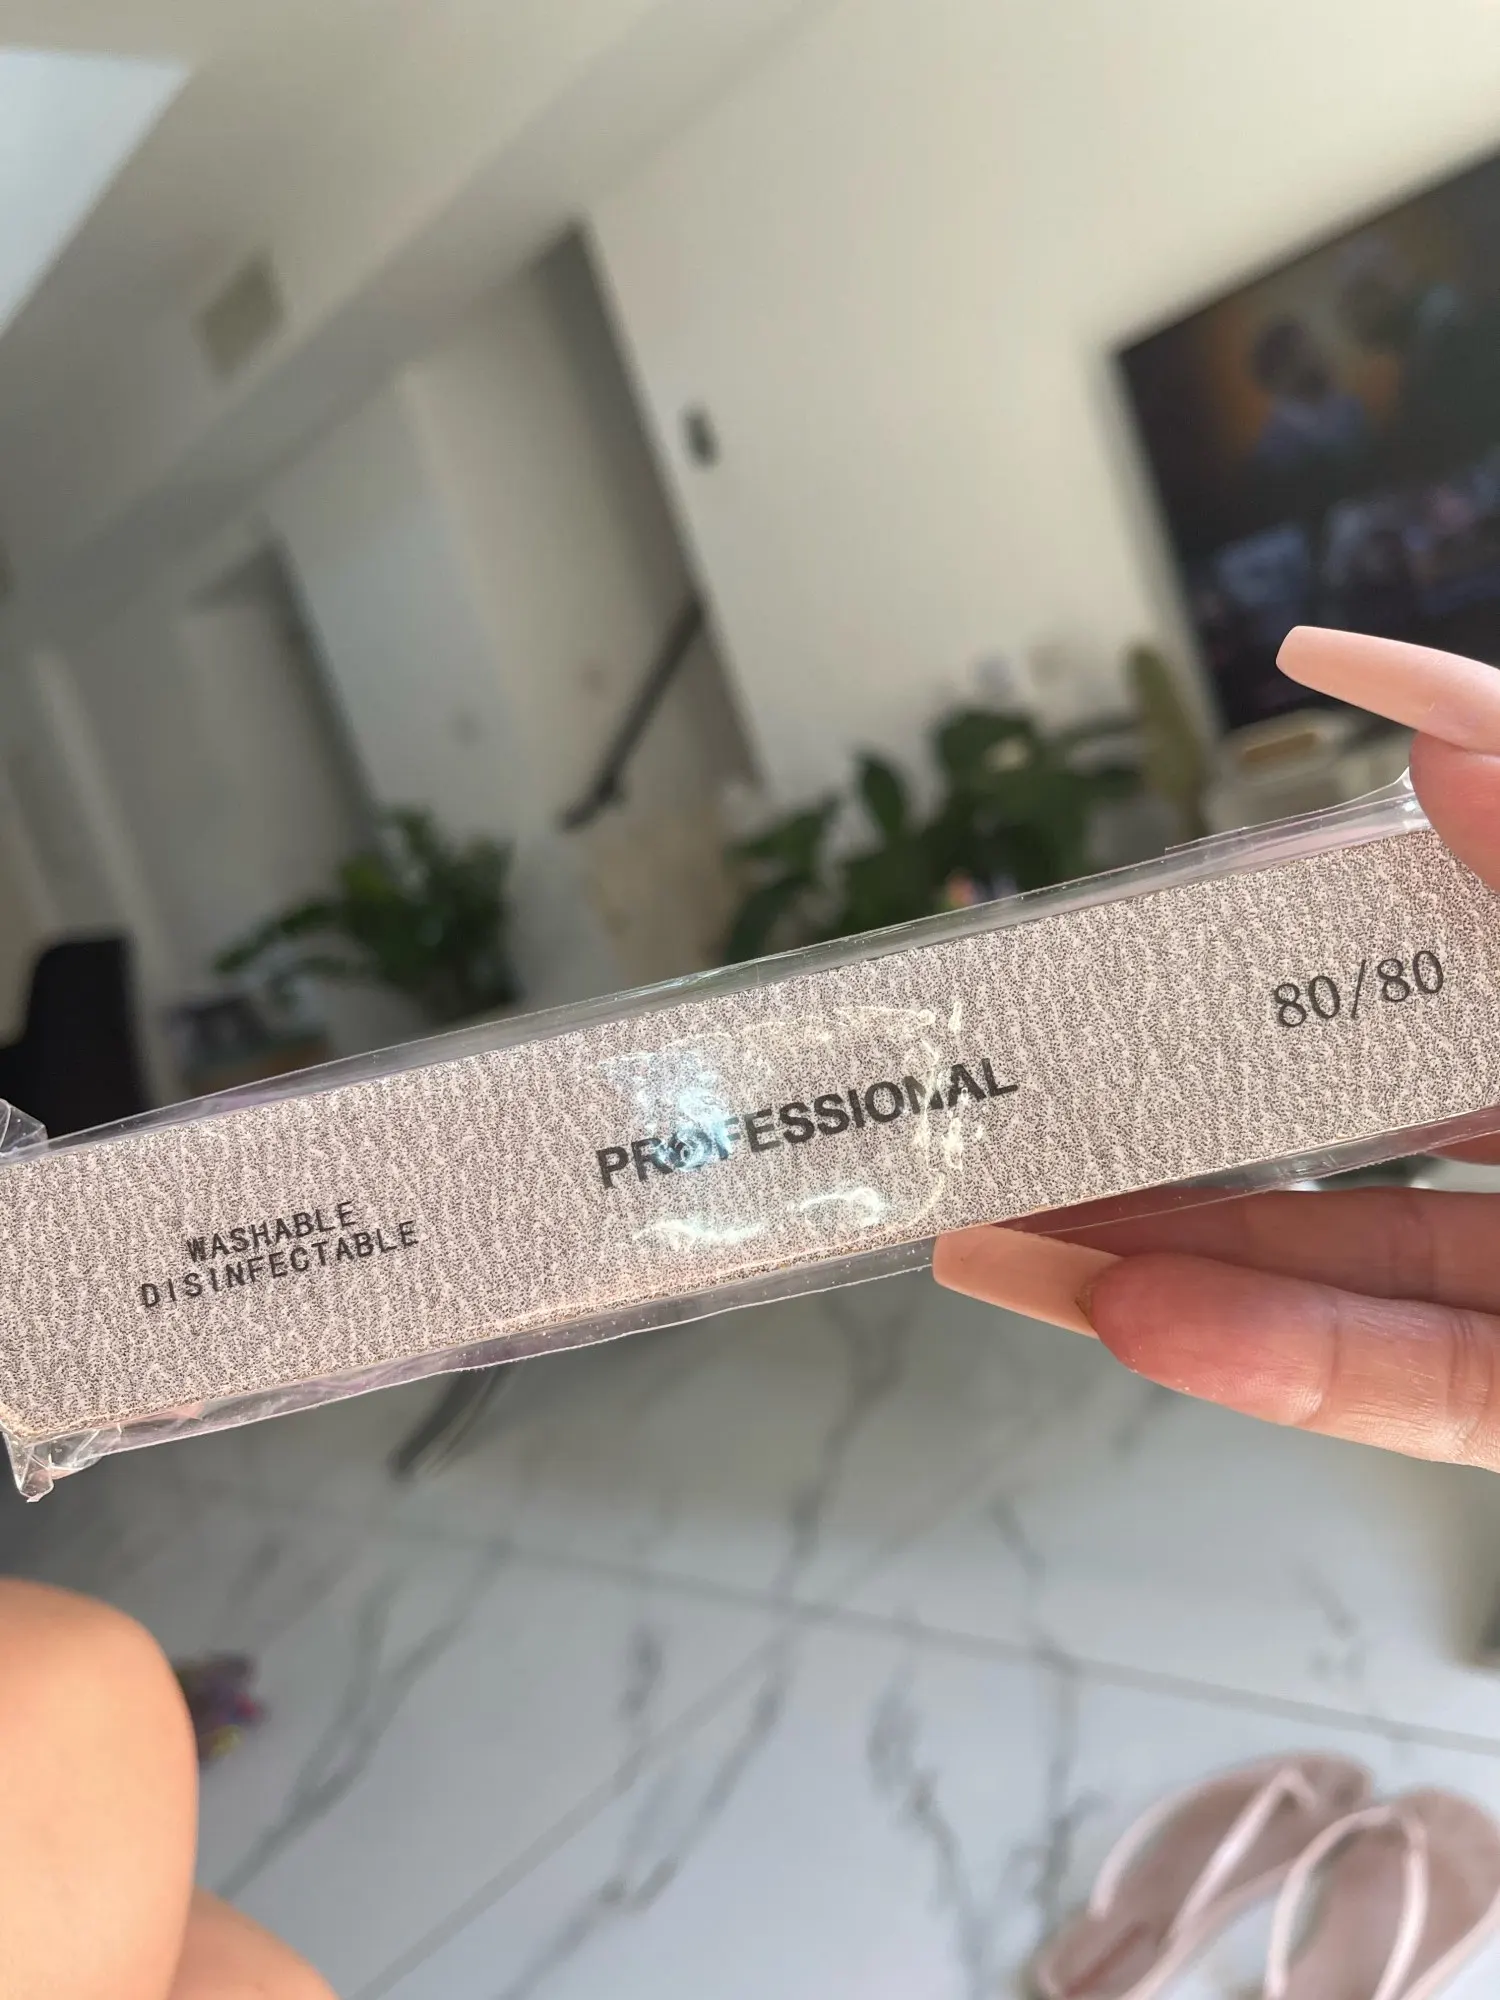 WASHABLE
DISINFECTABLE
PROFESSIONAL
80/80